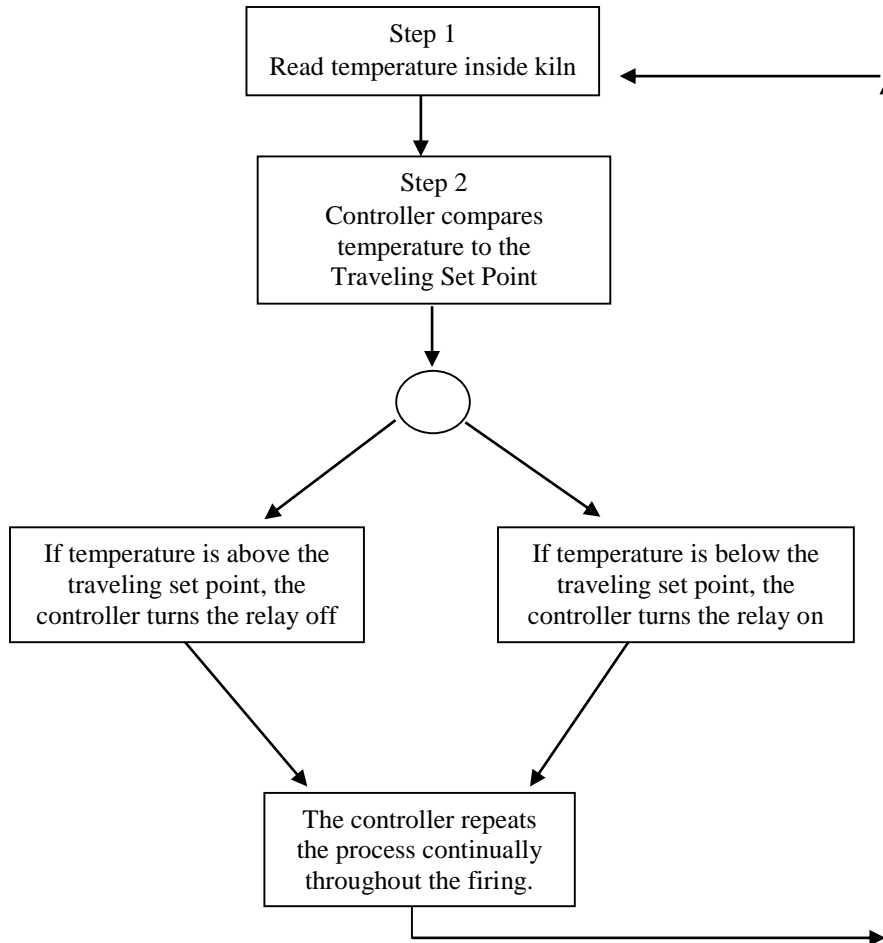 Step 1
Read temperature inside kiln
Step 2
Controller compares
temperature to the
Traveling Set Point
If temperature is above the
traveling set point, the
controller turns the relay off
If temperature is below the
traveling set point, the
controller turns the relay on
The controller repeats
the process continually
throughout the firing.